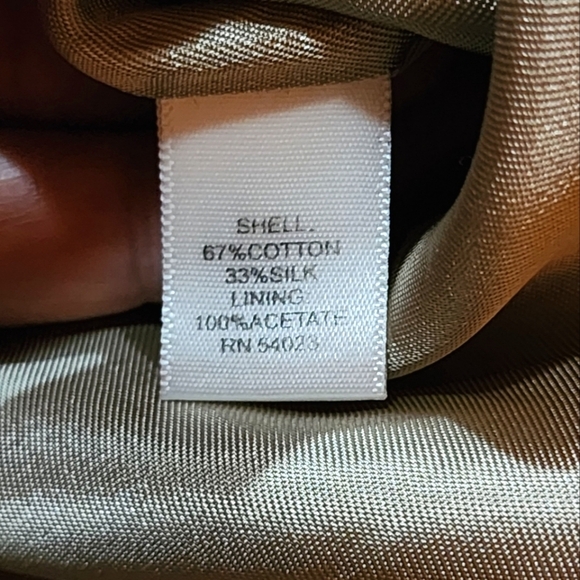 SHELL.
67%COTTON
33%SILK
LINING
100%ACETATE
RN 54023